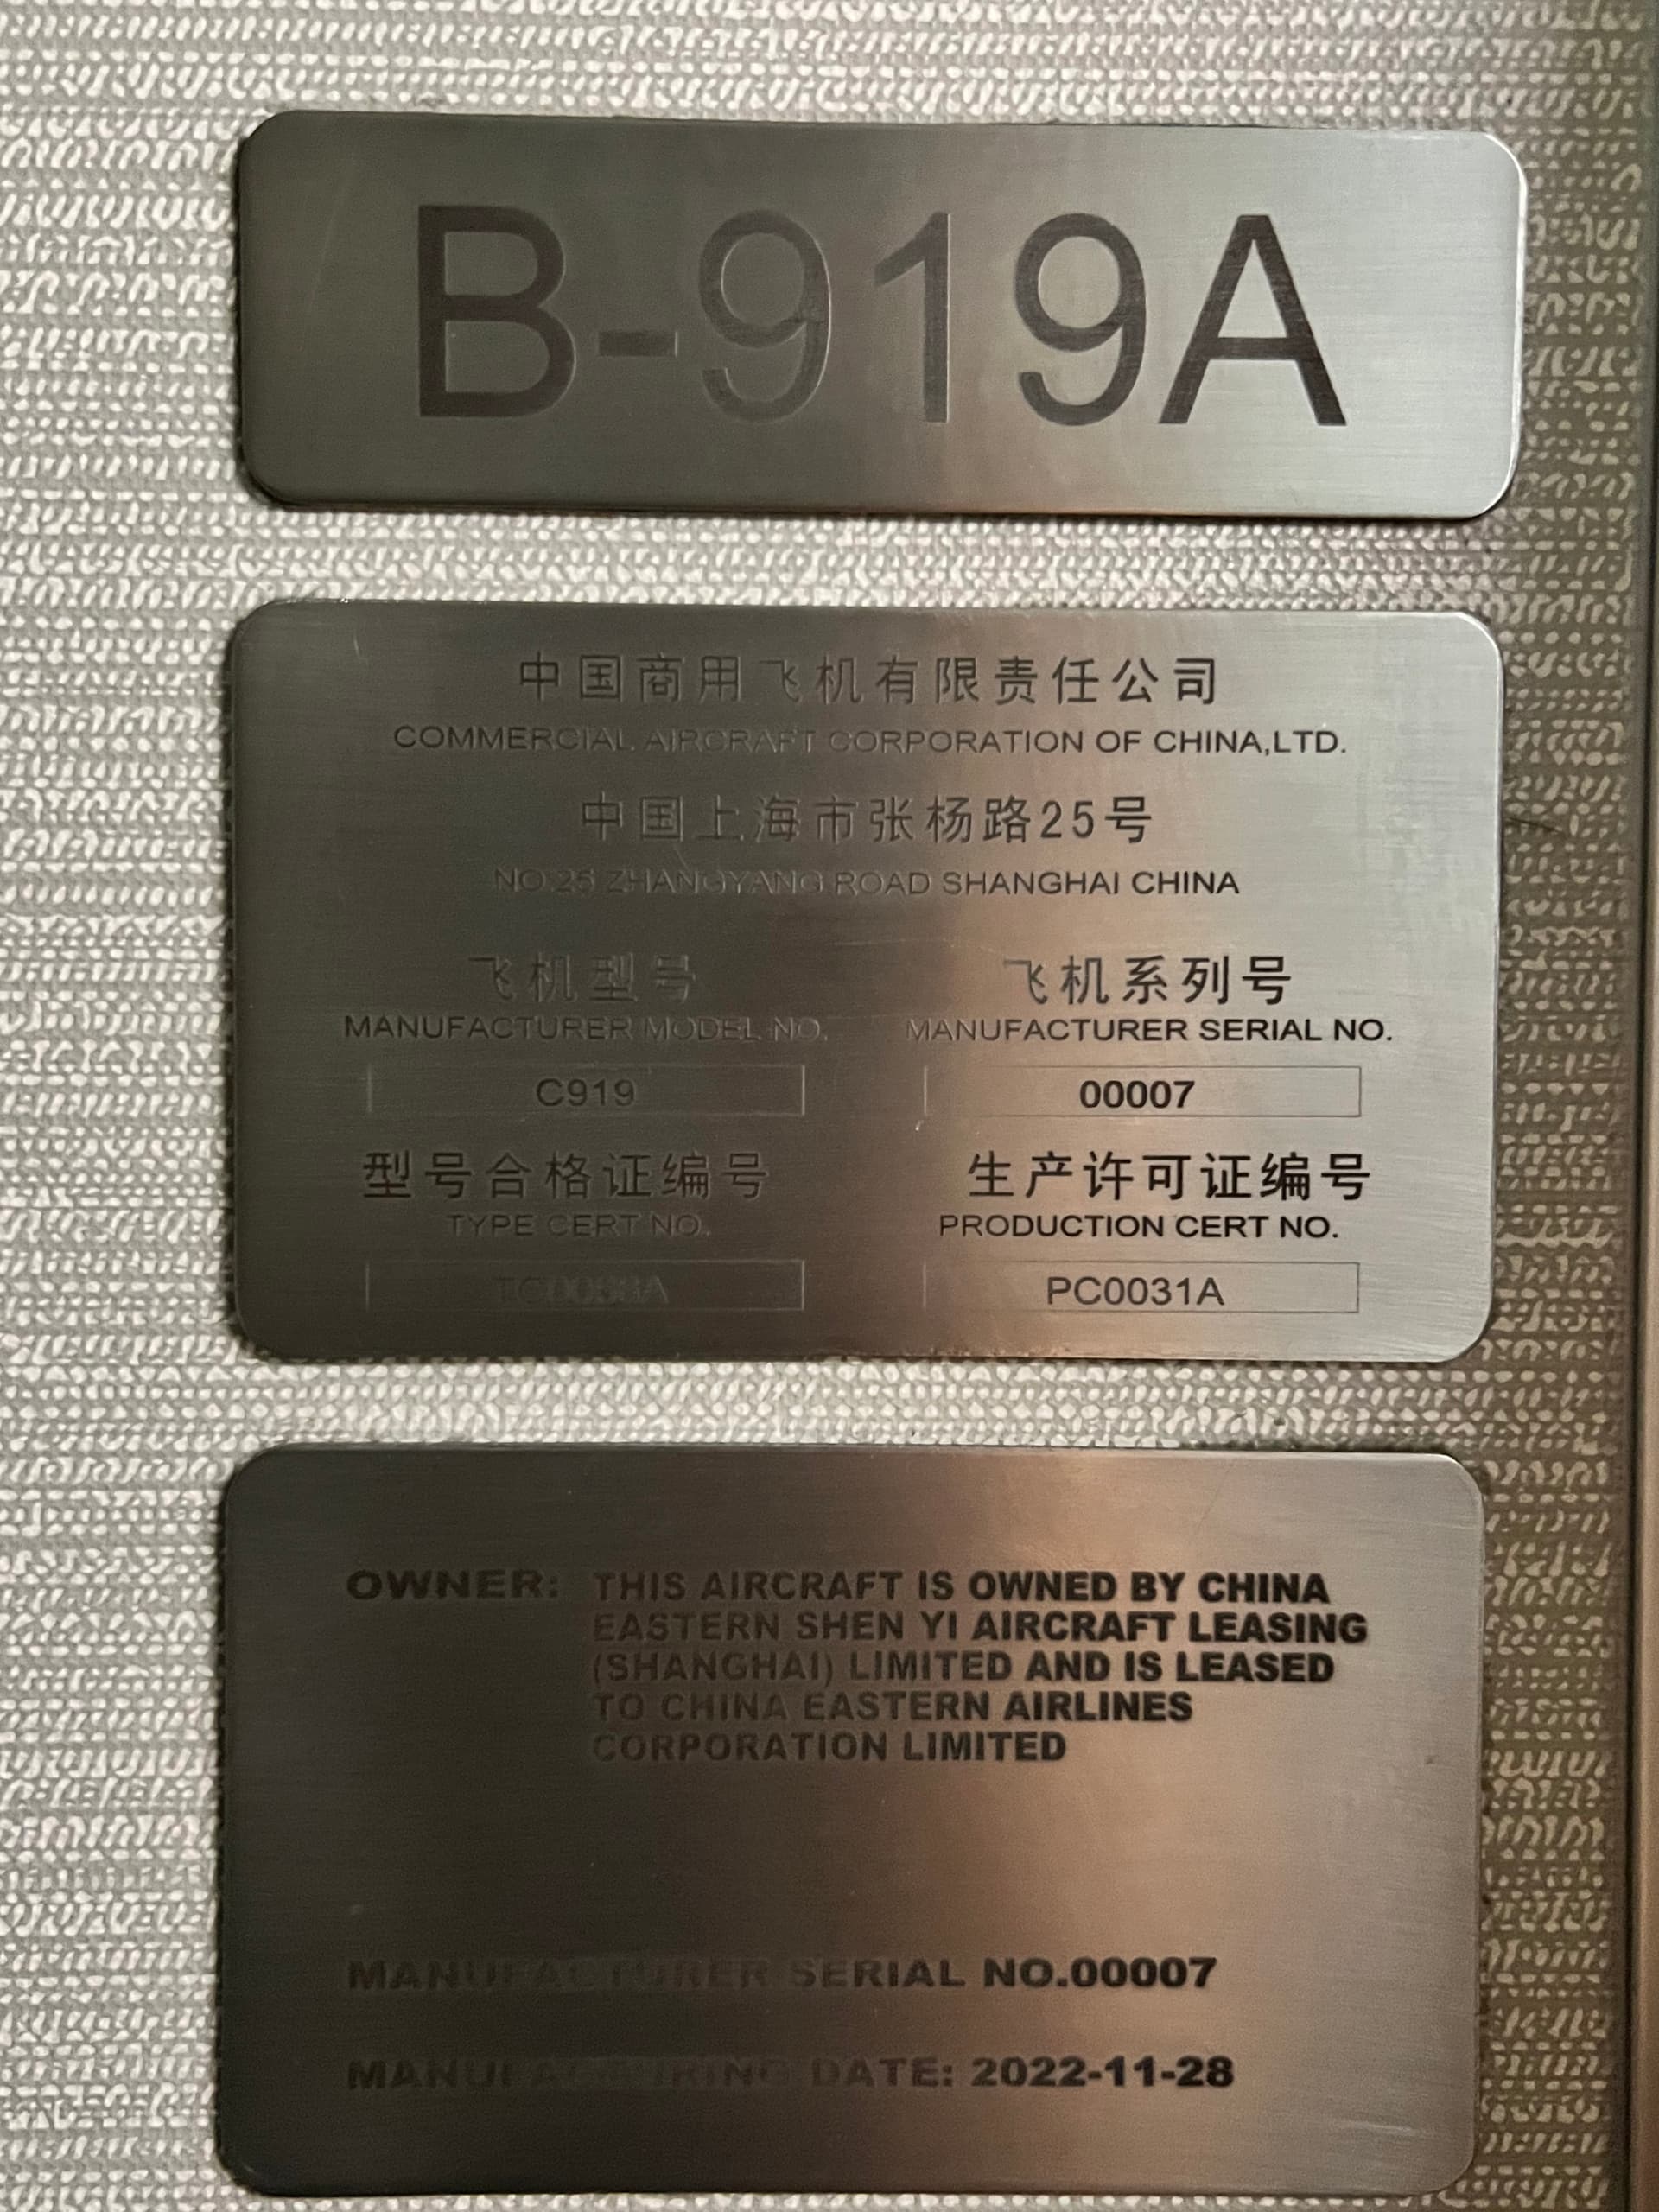 B-919A
中国商用飞机有限责任公司
COMMERCIAL AIRCRAFT CORPORATION OF CHINA,LTD.
中国上海市张杨路25号
NO.25 ZHANGYANG ROAD SHANGHAI CHINA
飞机型号 飞机系列号
MANUFACTURER MODEL NO. MANUFACTURER SERIAL NO.
C919 00007
型号合格证编号 生产许可证编号
TYPE CERT NO. PRODUCTION CERT NO.
PC0031A
OWNER: THIS AIRCRAFT IS OWNED BY CHINA
EASTERN SHEN YI AIRCRAFT LEASING
(SHANGHAI) LIMITED AND IS LEASED
TO CHINA EASTERN AIRLINES
CORPORATION LIMITED
MANUFACTURER SERIAL NO.00007
MANUFACTURING DATE: 2022-11-28